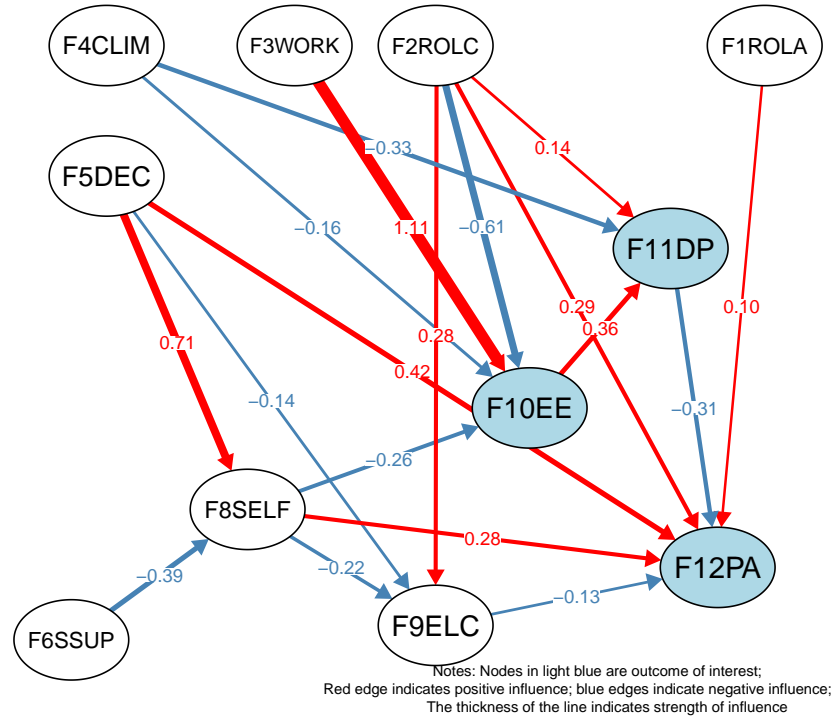 F4CLIM
F3WORK
F2ROLC
F1ROLA
−0.33
0.14
F5DEC
−0.16
1.11
−0.61
F11DP
0.29
0.10
0.71
0.28
0.36
0.42
−0.14
F10EE
−0.31
−0.26
F8SELF
0.28
F12PA
−0.39
−0.22
−0.13
F9ELC
F6SSUP
Notes: Nodes in light blue are outcome of interest;
Red edge indicates positive influence; blue edges indicate negative influence;
The thickness of the line indicates strength of influence